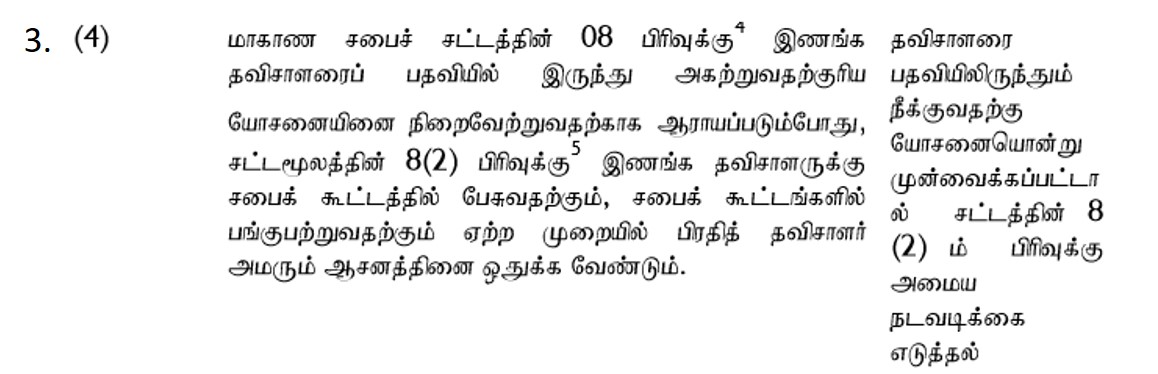 3. (4)
மாகாண சபைச் சட்டத்தின் 08 பிரிவுக்கு4 இணங்க
தவிசாளரைப் பதவியில் இருந்து அகற்றுவதற்குரிய
யோசனையினை நிறைவேற்றுவதற்காக ஆராயப்படும்போது,
சட்டமூலத்தின் 8(2) பிரிவுக்கு5 இணங்க தவிசாளருக்கு
சபைக் கூட்டத்தில் பேசுவதற்கும், சபைக் கூட்டங்களில்
பங்குபற்றுவதற்கும் ஏற்ற முறையில் பிரதித் தவிசாளர்
அமரும் ஆசனத்தினை ஒதுக்க வேண்டும்.
தவிசாளரை
பதவியிலிருந்தும்
நீக்குவதற்கு
யோசனையொன்று
முன்வைக்கப்பட்டா
ல் சட்டத்தின் 8
(2) ம் பிரிவுக்கு
அமைய
நடவடிக்கை
எடுத்தல்